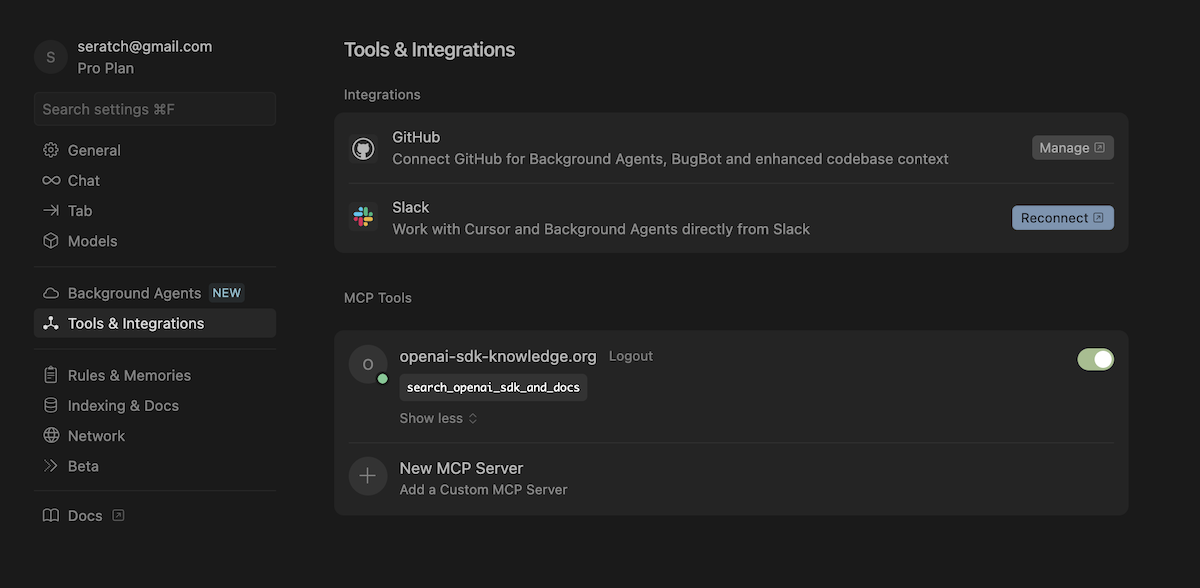 S
seratch@gmail.com
Pro Plan
Search settings ⌘F
General
Chat
Tab
Models
Background Agents NEW
Tools & Integrations
Rules & Memories
Indexing & Docs
Network
Beta
Docs
Tools & Integrations
Integrations
GitHub
Connect GitHub for Background Agents, BugBot and enhanced codebase context
Manage
Slack
Work with Cursor and Background Agents directly from Slack
Reconnect
MCP Tools
O
openai-sdk-knowledge.org Logout
search_openai_sdk_and_docs
Show less
New MCP Server
Add a Custom MCP Server